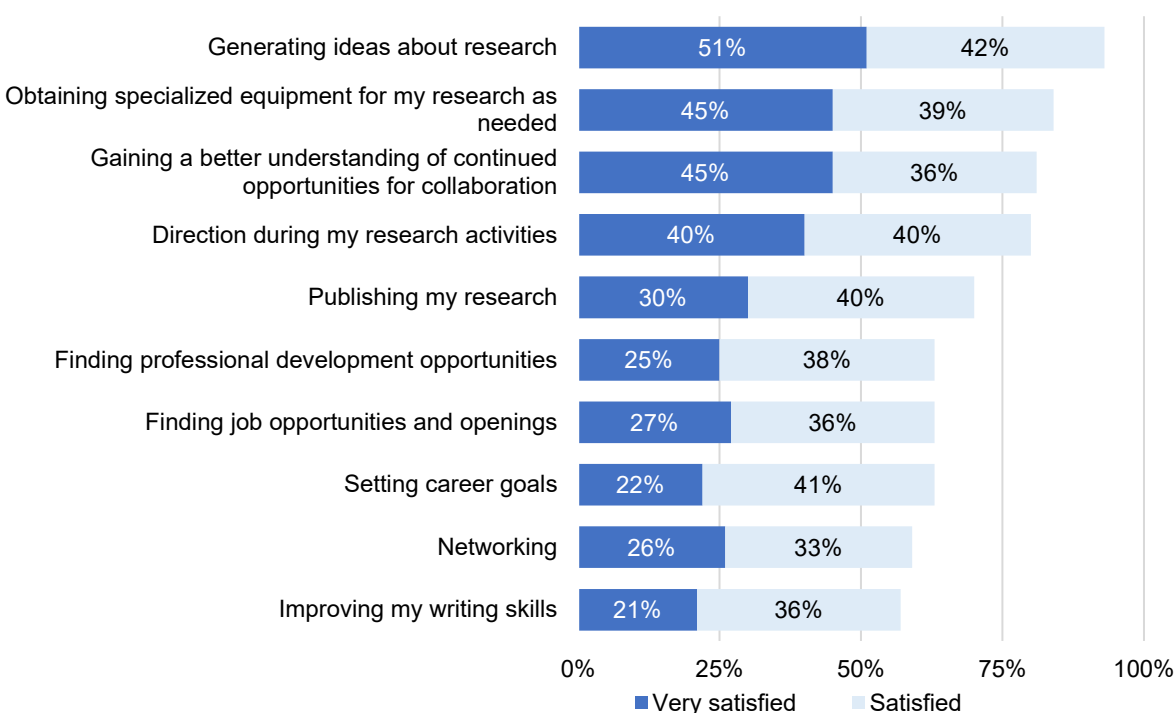 Generating ideas about research 51% 42%
Obtaining specialized equipment for my research as
needed 45% 39%
Gaining a better understanding of continued
opportunities for collaboration 45% 36%
Direction during my research activities 40% 40%
Publishing my research 30% 40%
Finding professional development opportunities 25% 38%
Finding job opportunities and openings 27% 36%
Setting career goals 22% 41%
Networking 26% 33%
Improving my writing skills 21% 36%
0% 25% 50% 75% 100%
Very satisfied Satisfied